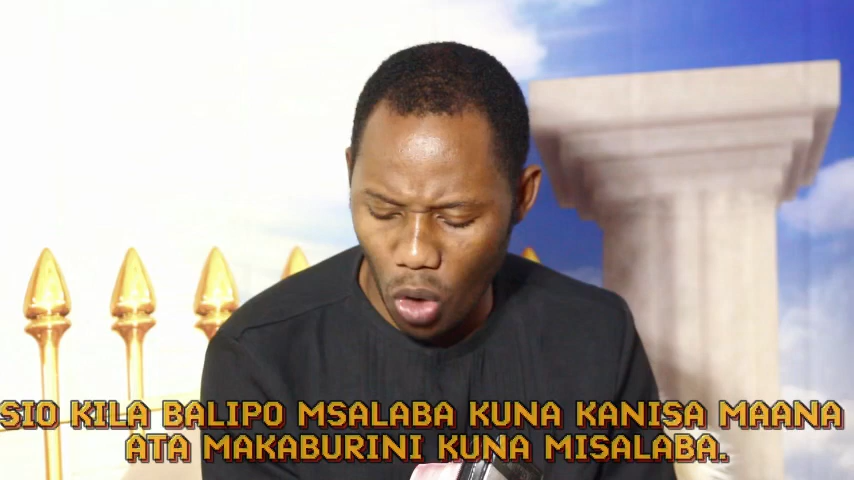 SIO KILA BALIPO MSALABA KUNA KANISA MAANA
ATA MAKABURINI KUNA MISALABA.